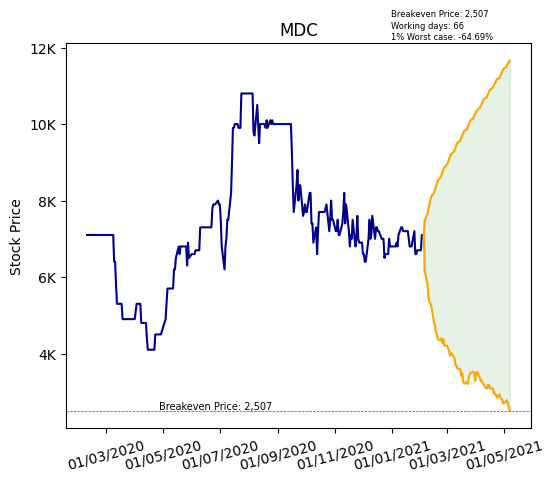 Breakeven Price: 2,507
Working days: 66
1% Worst case: -64.69%
MDC
12K
10K
8K
6K
4K
Stock Price
Breakeven Price: 2,507
01/03/2020
01/05/2020
01/07/2020
01/09/2020
01/11/2020
01/01/2021
01/03/2021
01/05/2021